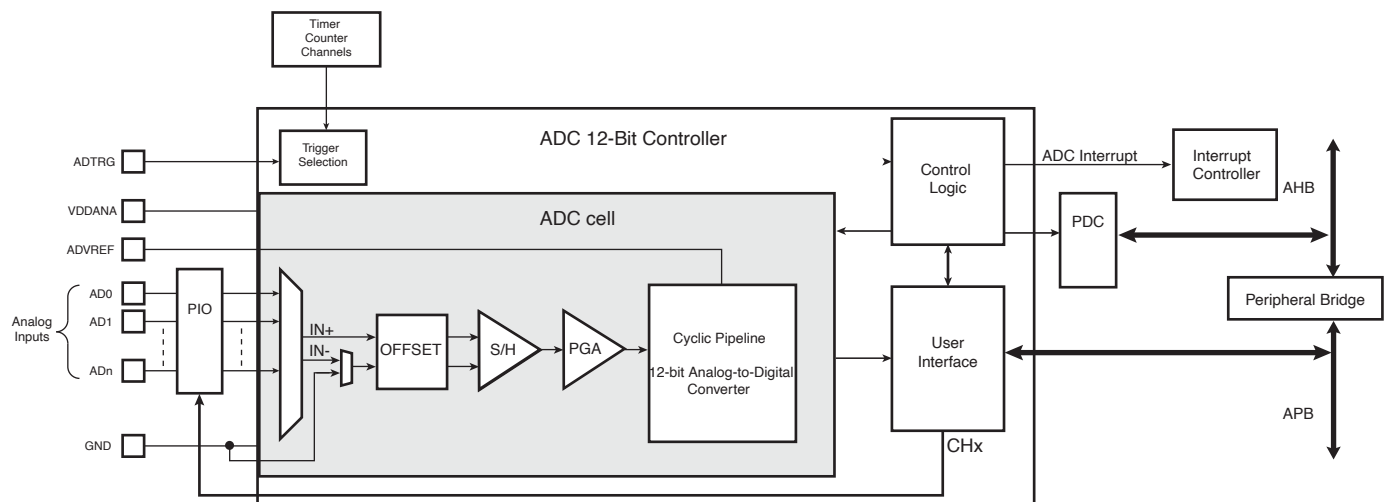 Timer
Counter
Channels
ADC 12-Bit Controller
Trigger
Selection
Control
Logic
ADC Interrupt
Interrupt
Controller
ADTRG
AHB
VDDANA
ADC cell
PDC
ADVREF
Analog
Inputs
AD0
AD1
ADn
PIO
IN+
IN-
OFFSET
S/H
PGA
Cyclic Pipeline
12-bit Analog-to-Digital
Converter
User
Interface
Peripheral Bridge
APB
GND
CHx